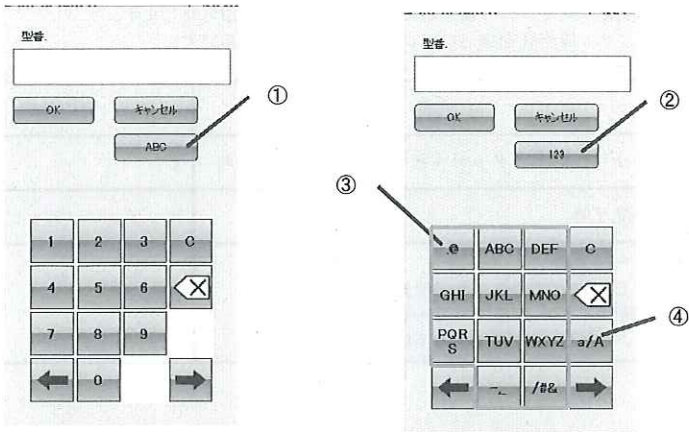 型番.
OK キャンセル
ABC
①
1 2 3 C
4 5 6
7 8 9
0
型番.
OK キャンセル
123
②
③
.@ ABC DEF C
GHI JKL MNO
PQR
S TUV WXYZ a/A
④
-_ /#&